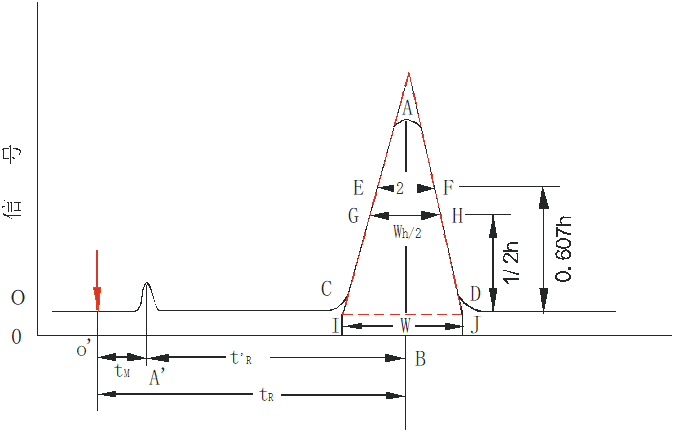 信号
A
E 2 F
G H
Wh/2
1/2h
0.607h
C D
O
I W J
0
o'
t'R
B
tM
A'
tR